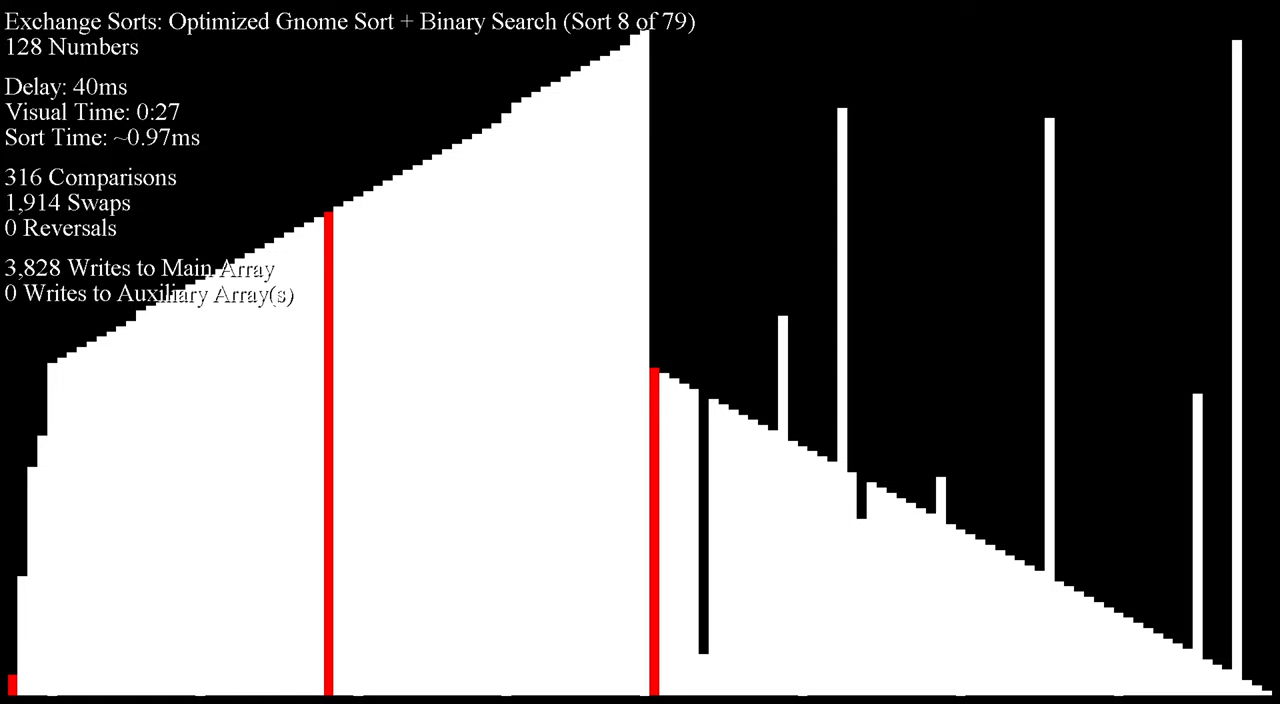 Exchange Sorts: Optimized Gnome Sort + Binary Search (Sort 8 of 79)
128 Numbers
Delay: 40ms
Visual Time: 0:27
Sort Time: ~0.97ms
316 Comparisons
1,914 Swaps
0 Reversals
3,828 Writes to Main Array
0 Writes to Auxiliary Array(s)